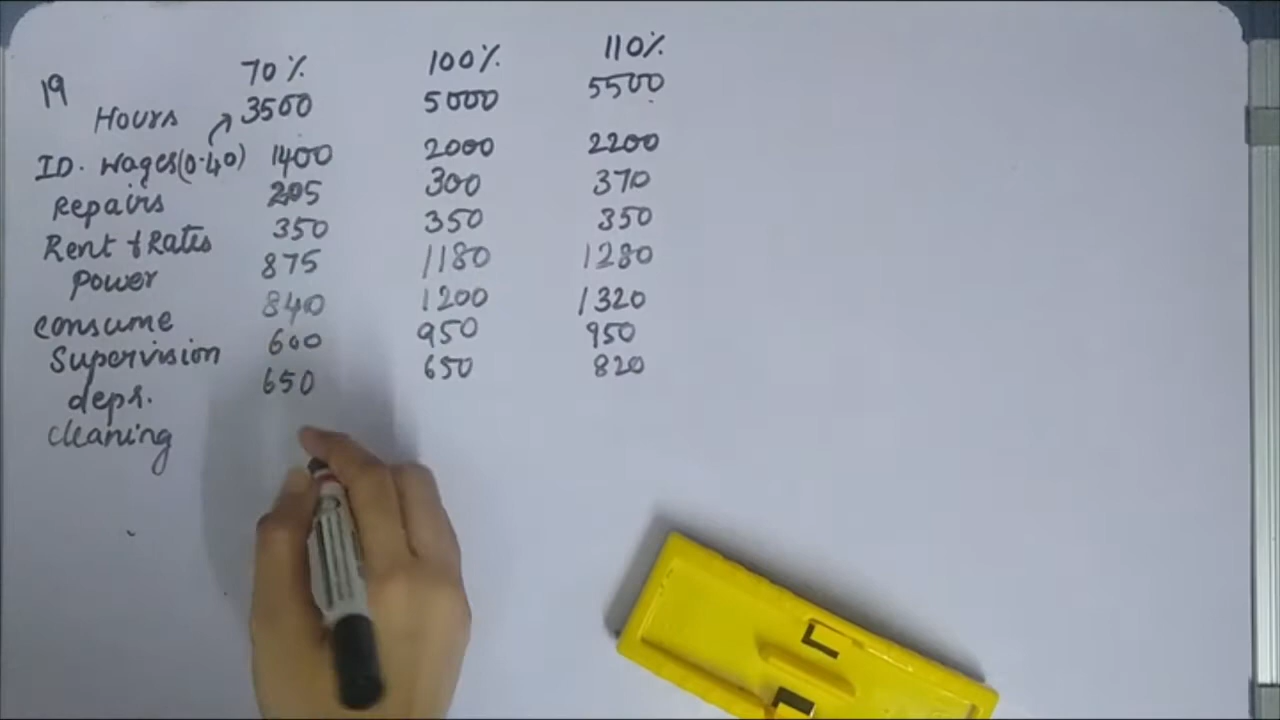 19 70% 100% 110%
Hours 3500 5000 5500
ID. Wages(0.40) 1400 2000 2200
Repairs 205 300 370
Rent & Rates 350 350 350
Power 875 1180 1280
Consume 840 1200 1320
Supervision 600 950 950
depr. 650 650 820
Cleaning